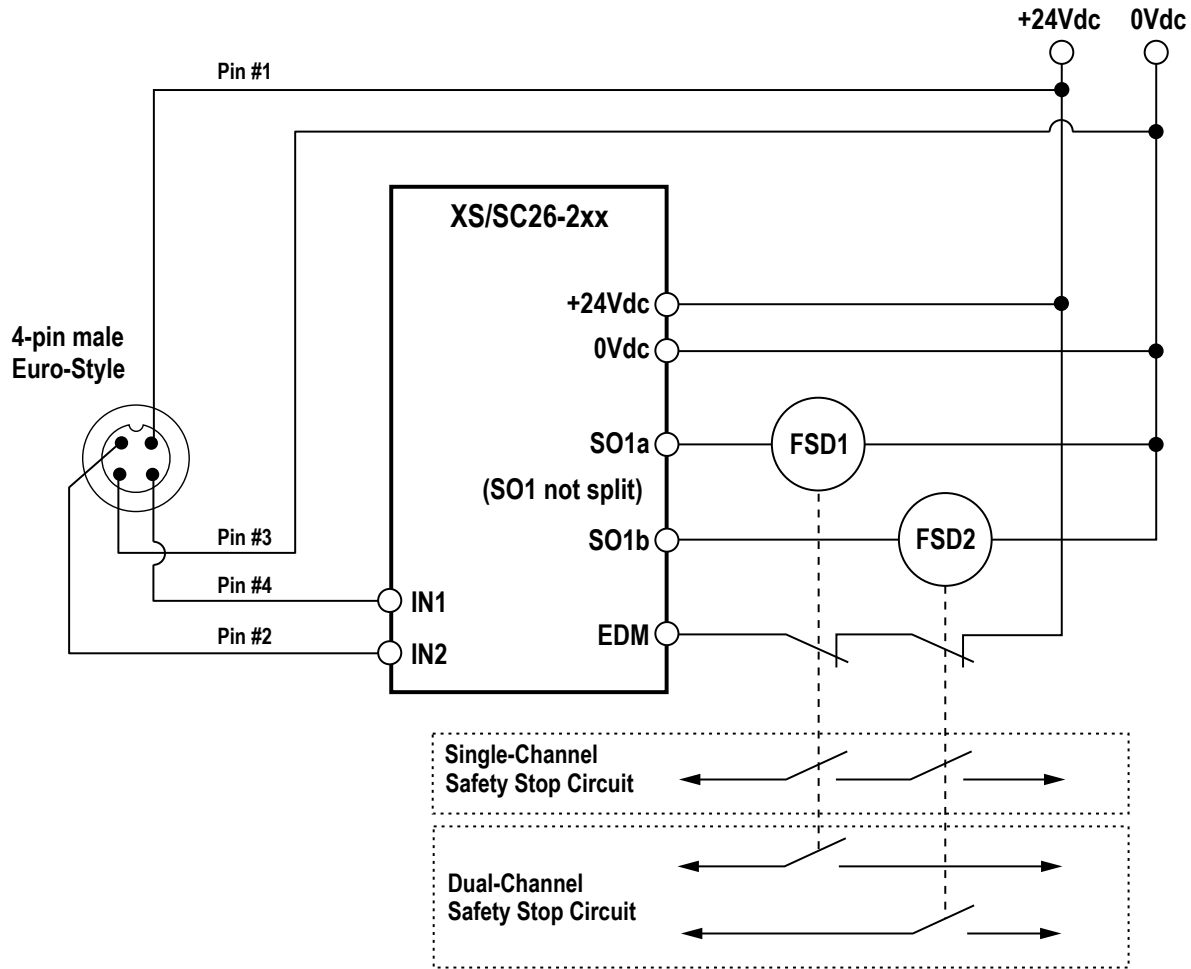 +24Vdc 0Vdc
Pin #1
XS/SC26-2xx
+24Vdc
4-pin male
Euro-Style
0Vdc
SO1a
FSD1
(SO1 not split)
Pin #3
SO1b
FSD2
Pin #4
IN1
Pin #2
EDM
IN2
Single-Channel
Safety Stop Circuit
Dual-Channel
Safety Stop Circuit